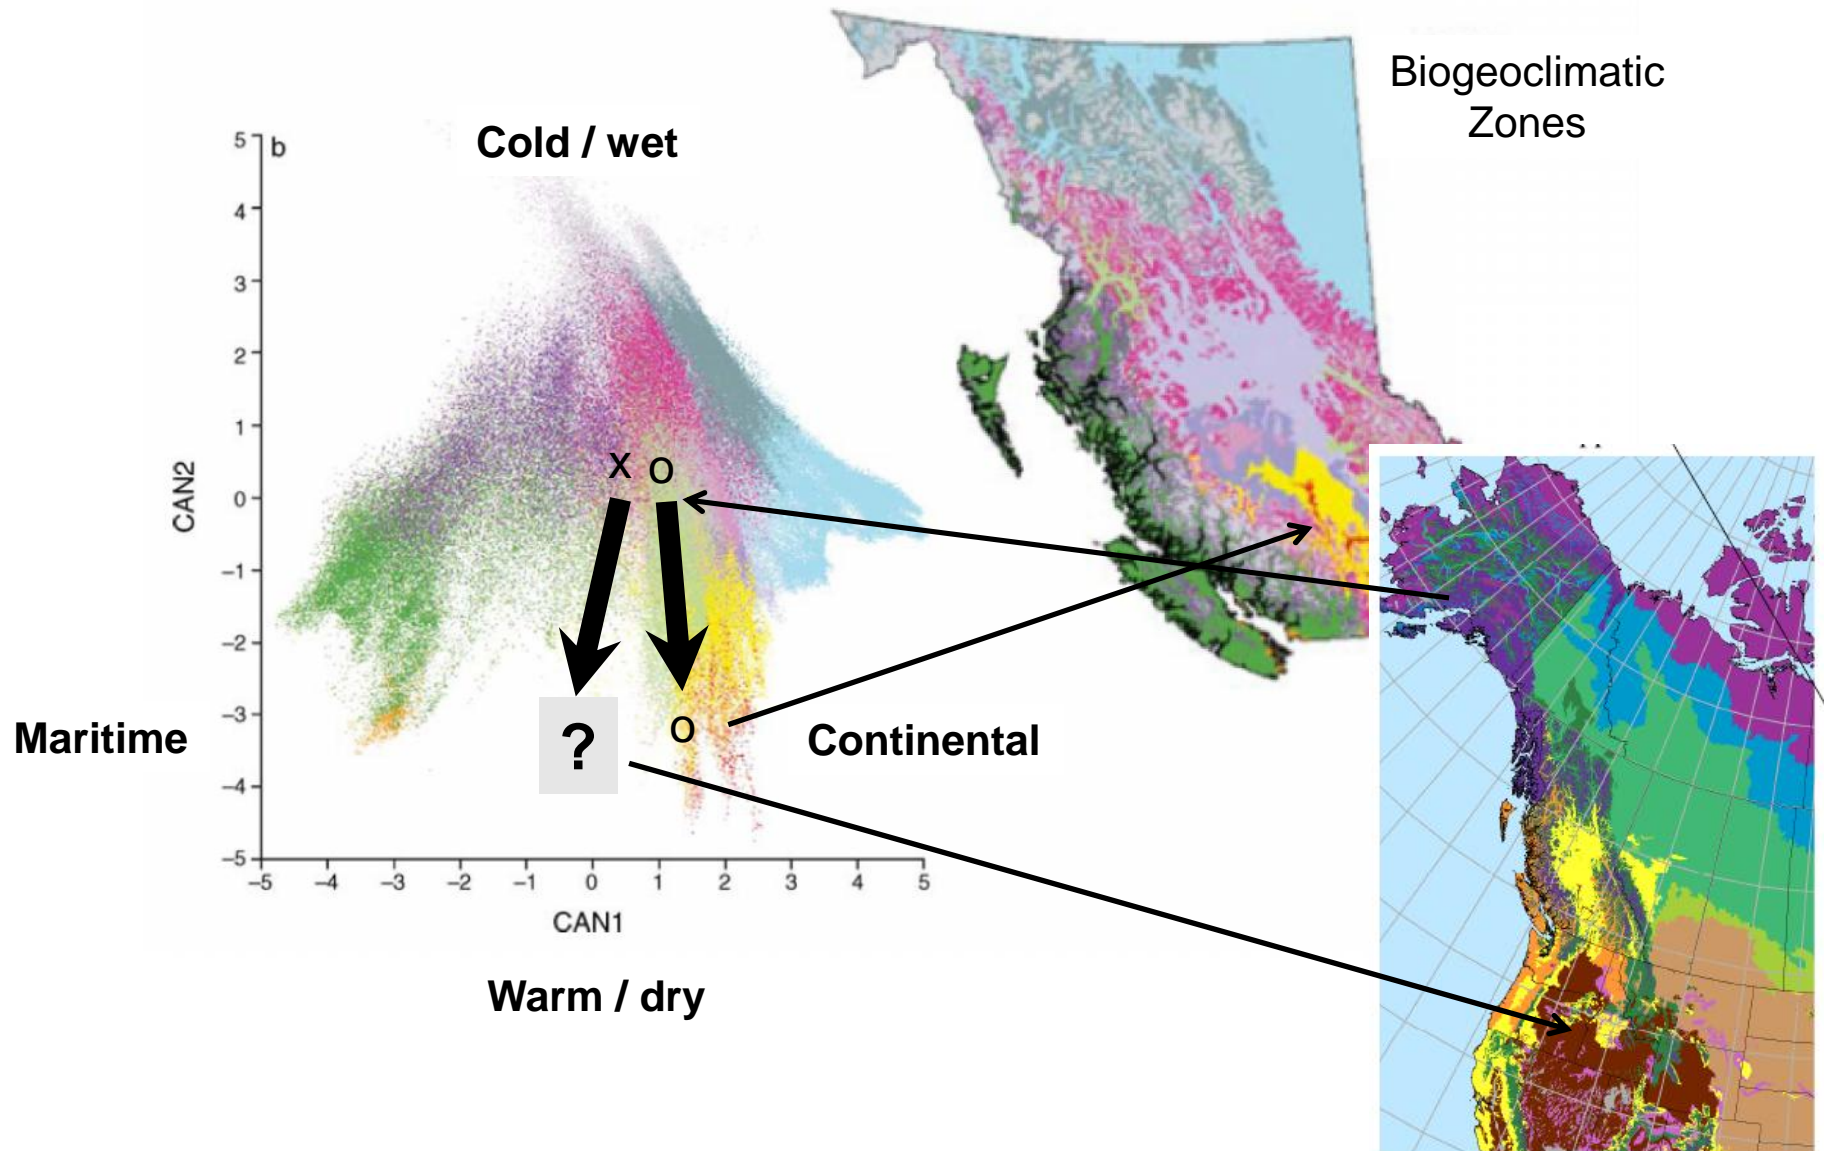 Biogeoclimatic
Zones
Cold / wet
b
5
4
3
2
1
0
–1
–2
–3
–4
–5
CAN2
x o
o
?
Maritime
Continental
–5 –4 –3 –2 –1 0 1 2 3 4 5
CAN1
Warm / dry